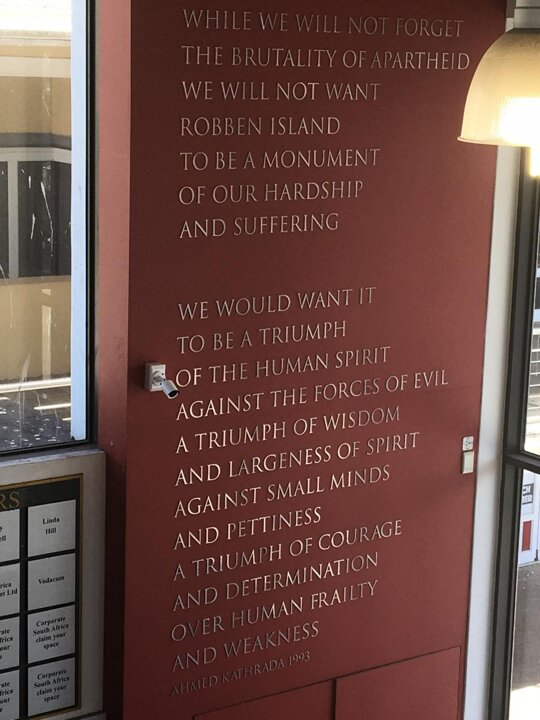 WHILE WE WILL NOT FORGET
THE BRUTALITY OF APARTHEID
WE WILL NOT WANT
ROBBEN ISLAND
TO BE A MONUMENT
OF OUR HARDSHIP
AND SUFFERING
WE WOULD WANT IT
TO BE A TRIUMPH
OF THE HUMAN SPIRIT
AGAINST THE FORCES OF EVIL
A TRIUMPH OF WISDOM
AND LARGENESS OF SPIRIT
AGAINST SMALL MINDS
AND PETTINESS
A TRIUMPH OF COURAGE
AND DETERMINATION
OVER HUMAN FRAILTY
AND WEAKNESS
AHMED KATHRADA 1993
RS
Linda
Hill
Vodacom
Corporate
South Africa
claim your
space
Corporate
South Africa
claim your
space